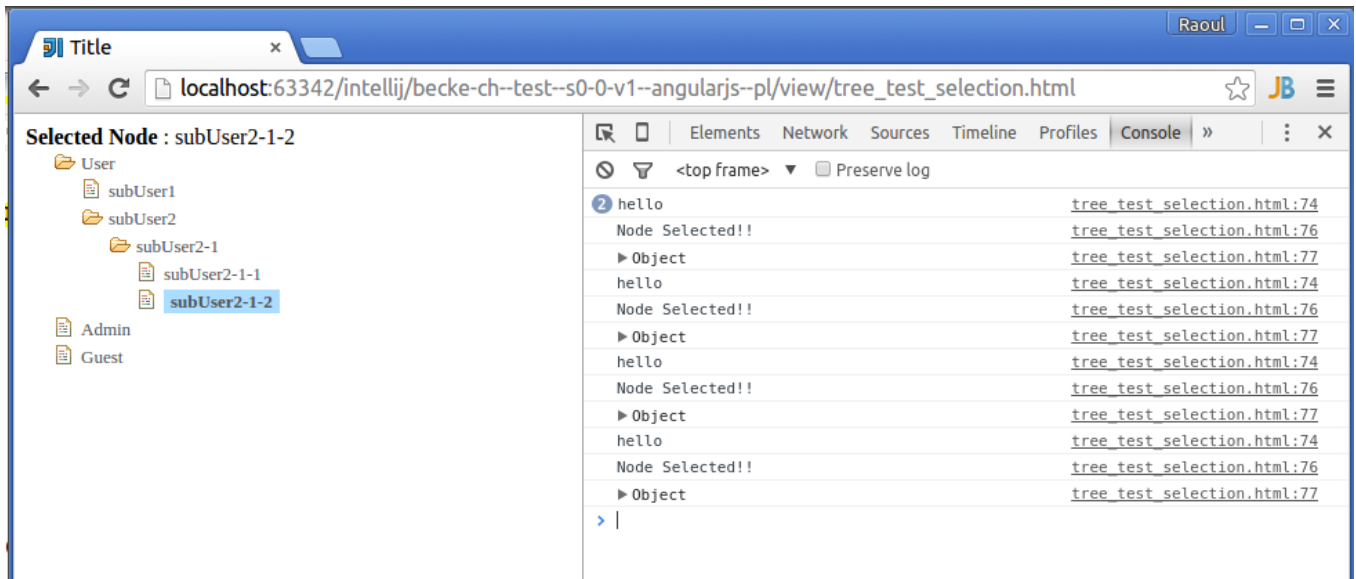 Raoul
Title
localhost:63342/intellij/becke-ch--test--s0-0-v1--angularjs--pl/view/tree_test_selection.html
JB
Selected Node : subUser2-1-2
User
subUser1
subUser2
subUser2-1
subUser2-1-1
subUser2-1-2
Admin
Guest
Elements Network Sources Timeline Profiles Console »
<top frame> ▼ Preserve log
2 hello tree_test_selection.html:74
Node Selected!! tree_test_selection.html:76
▶ Object tree_test_selection.html:77
hello tree_test_selection.html:74
Node Selected!! tree_test_selection.html:76
▶ Object tree_test_selection.html:77
hello tree_test_selection.html:74
Node Selected!! tree_test_selection.html:76
▶ Object tree_test_selection.html:77
hello tree_test_selection.html:74
Node Selected!! tree_test_selection.html:76
▶ Object tree_test_selection.html:77
>